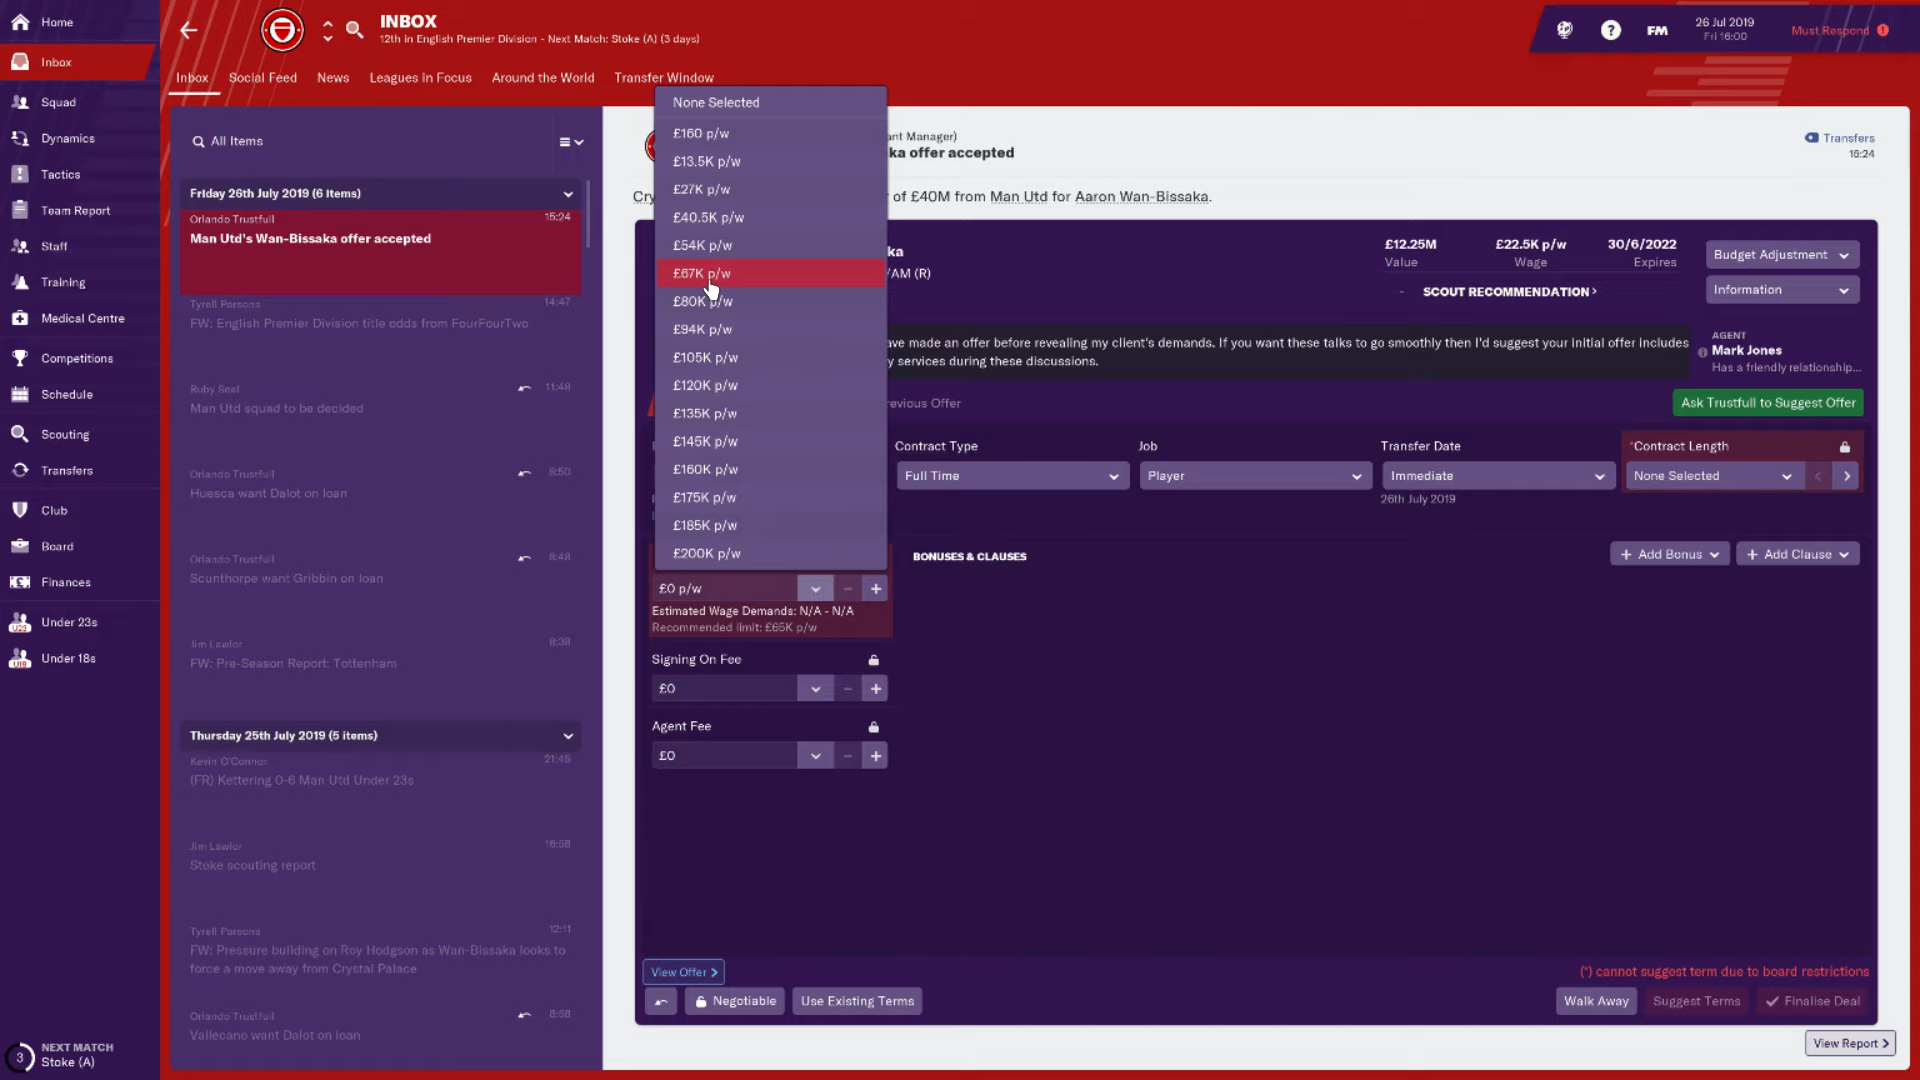 Home
Inbox
Squad
Dynamics
Tactics
Team Report
Staff
Training
Medical Centre
Competitions
Schedule
Scouting
Transfers
Club
Board
Finances
U23
Under 23s
U18
Under 18s
3
NEXT MATCH
Stoke (A)
INBOX
12th in English Premier Division - Next Match: Stoke (A) (3 days)
?
FM
26 Jul 2019
Fri 16:00
Must Respond
Inbox
Social Feed
News
Leagues In Focus
Around the World
Transfer Window
All Items
Friday 26th July 2019 (6 items)
Orlando Trustfull
15:24
Man Utd's Wan-Bissaka offer accepted
Tyrell Parsons
14:47
FW: English Premier Division title odds from FourFourTwo
Ruby Seal
11:48
Man Utd squad to be decided
Orlando Trustfull
8:50
Huesca want Dalot on loan
Orlando Trustfull
8:48
Scunthorpe want Gribbin on loan
Jim Lawlor
8:38
FW: Pre-Season Report: Tottenham
Thursday 25th July 2019 (5 items)
Kevin O'Connor
21:45
(FR) Kettering 0-6 Man Utd Under 23s
Jim Lawlor
16:58
Stoke scouting report
Tyrell Parsons
12:11
FW: Pressure building on Roy Hodgson as Wan-Bissaka looks to
force a move away from Crystal Palace
Orlando Trustfull
8:58
Vallecano want Dalot on loan
None Selected
£160 p/w
£13.5K p/w
£27K p/w
£40.5K p/w
£54K p/w
£67K p/w
£80K p/w
£94K p/w
£105K p/w
£120K p/w
£135K p/w
£145K p/w
£160K p/w
£175K p/w
£185K p/w
£200K p/w
ant Manager)
ka offer accepted
Transfers
15:24
Cry
of £40M from Man Utd for Aaron Wan-Bissaka.
ka
/AM (R)
£12.25M
Value
£22.5K p/w
Wage
30/6/2022
Expires
Budget Adjustment
Information
- SCOUT RECOMMENDATION >
ave made an offer before revealing my client's demands. If you want these talks to go smoothly then I'd suggest your initial offer includes
y services during these discussions.
AGENT
Mark Jones
Has a friendly relationship...
revious Offer
Ask Trustfull to Suggest Offer
Contract Type
Full Time
Job
Player
Transfer Date
Immediate
26th July 2019
*Contract Length
None Selected
BONUSES & CLAUSES
+ Add Bonus
+ Add Clause
£0 p/w
Estimated Wage Demands: N/A - N/A
Recommended limit: £65K p/w
Signing On Fee
£0
Agent Fee
£0
View Offer >
Negotiable
Use Existing Terms
(*) cannot suggest term due to board restrictions
Walk Away
Suggest Terms
Finalise Deal
View Report >